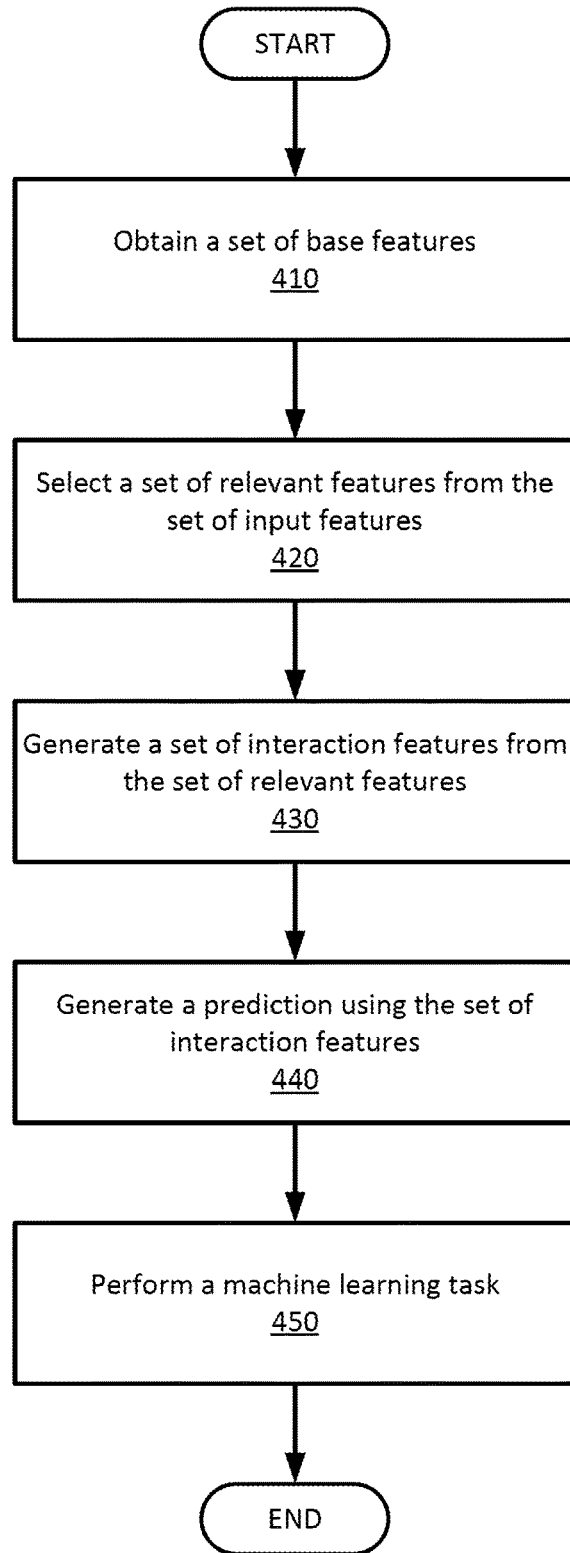 START
Obtain a set of base features
410
Select a set of relevant features from the
set of input features
420
Generate a set of interaction features from
the set of relevant features
430
Generate a prediction using the set of
interaction features
440
Perform a machine learning task
450
END